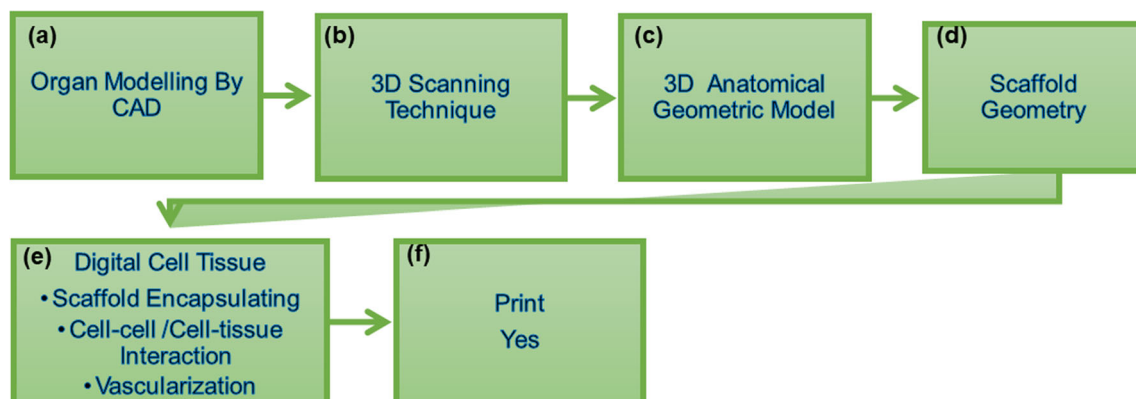 (a)
Organ Modelling By
CAD
(b)
3D Scanning
Technique
(c)
3D Anatomical
Geometric Model
(d)
Scaffold
Geometry
(e)
Digital Cell Tissue
• Scaffold Encapsulating
• Cell-cell /Cell-tissue
Interaction
• Vascularization
(f)
Print
Yes